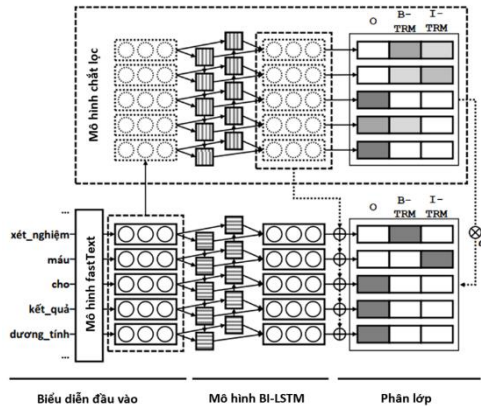 O B- I-
TRM TRM
Mô hình chắt lọc
O B- I-
TRM TRM
...
xét_nghiệm
máu
cho
kết_quả
dương_tính
...
Mô hình fastText
Biểu diễn đầu vào Mô hình BI-LSTM Phân lớp